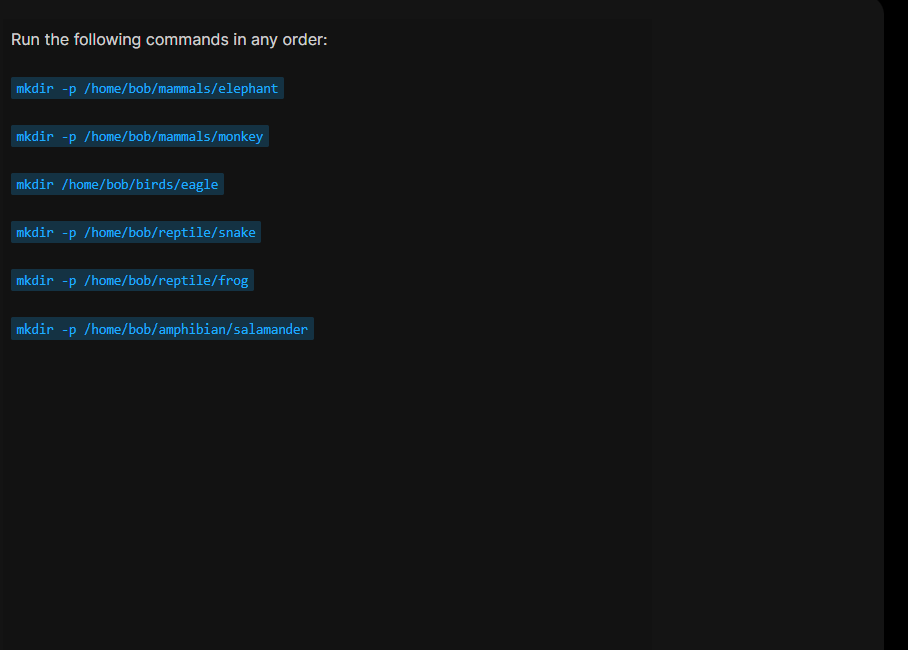 Run the following commands in any order:
mkdir -p /home/bob/mammals/elephant
mkdir -p /home/bob/mammals/monkey
mkdir /home/bob/birds/eagle
mkdir -p /home/bob/reptile/snake
mkdir -p /home/bob/reptile/frog
mkdir -p /home/bob/amphibian/salamander